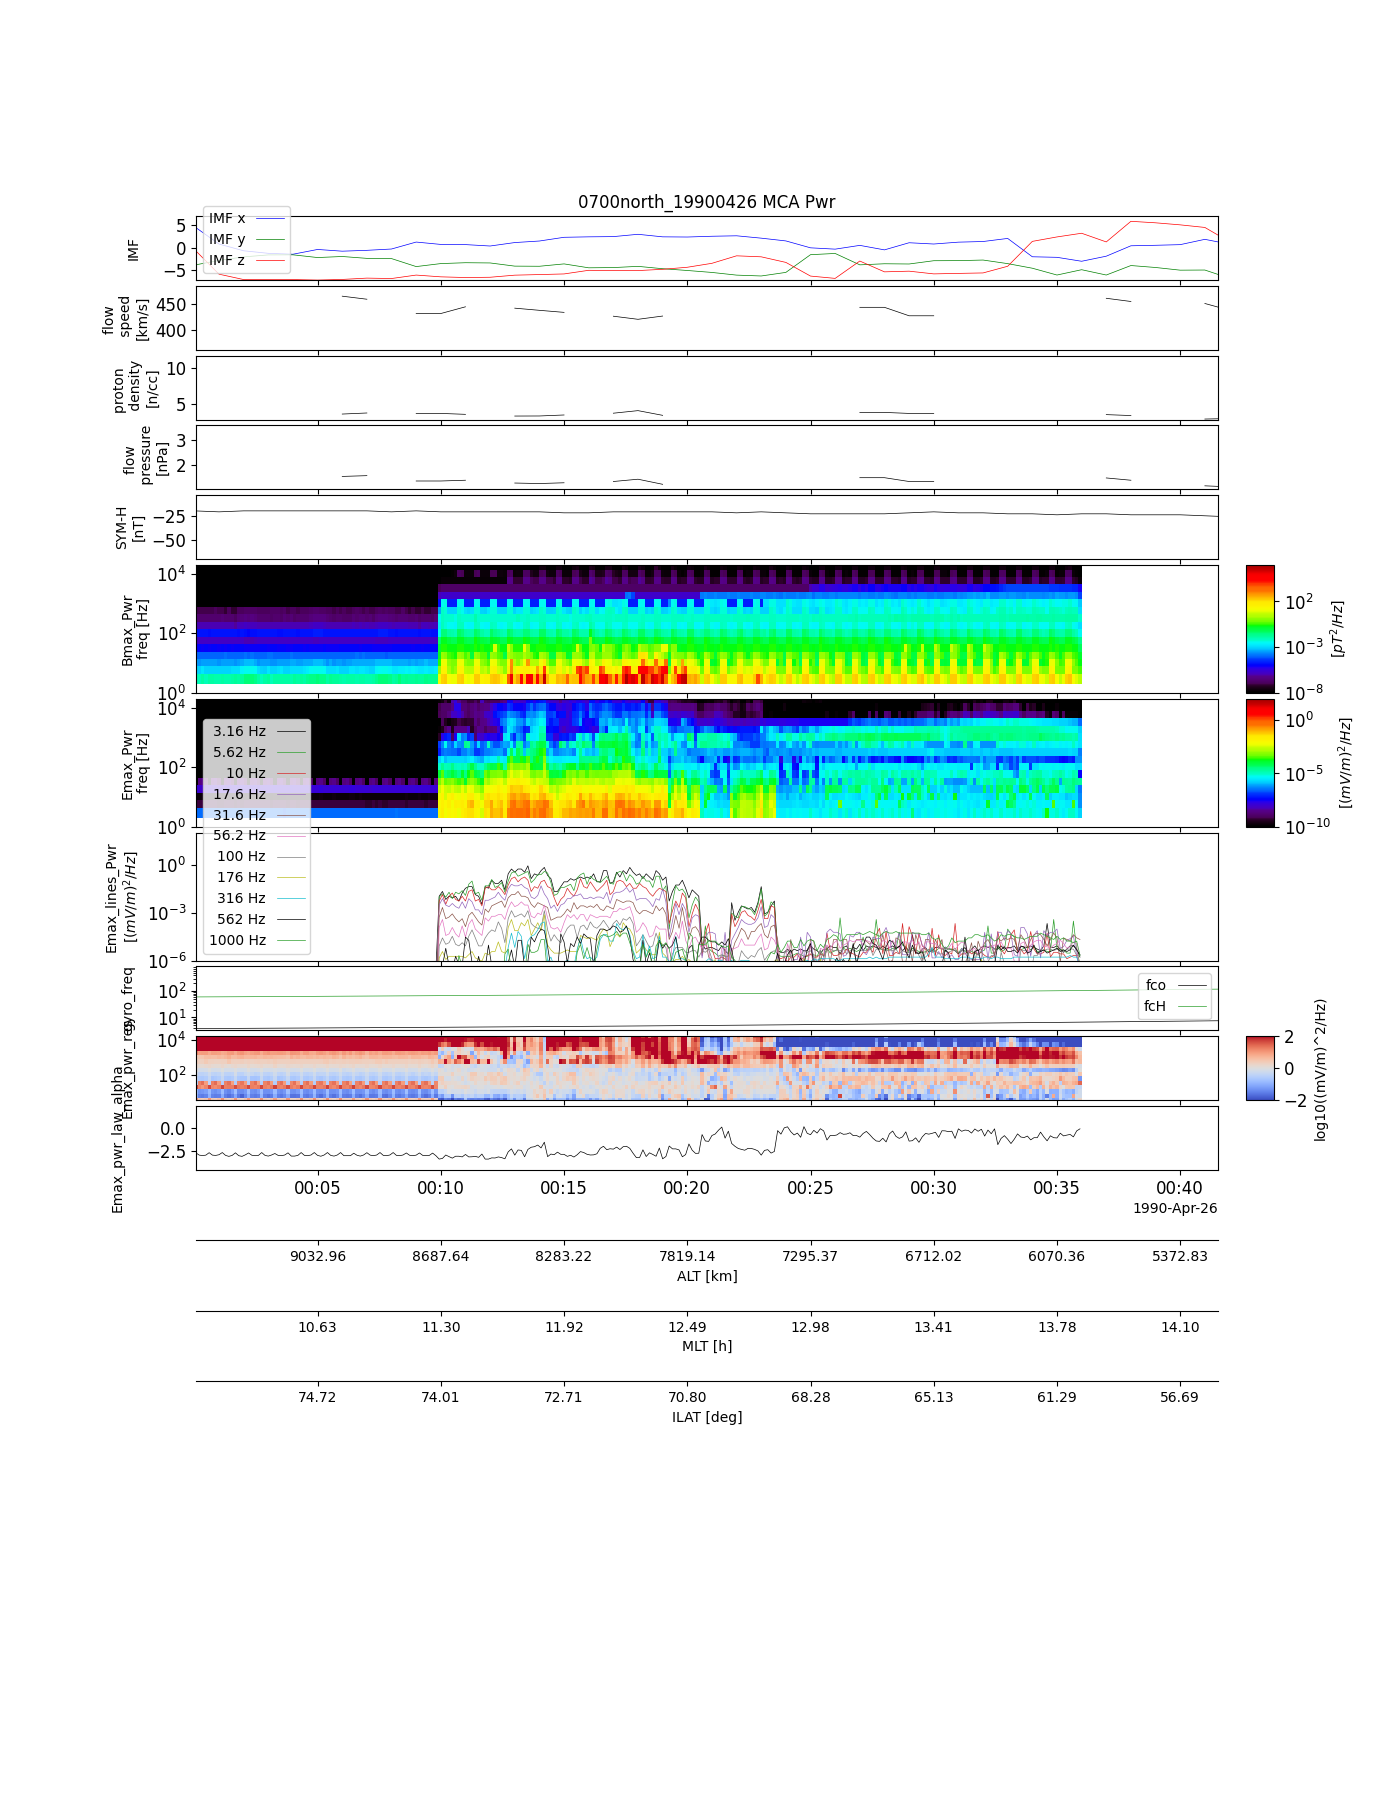 0700north_19900426 MCA Pwr
IMF
5
0
−5
IMF x
IMF y
IMF z
flow
speed
[km/s]
450
400
proton
density
[n/cc]
10
5
flow
pressure
[nPa]
3
2
SYM-H
[nT]
−25
−50
Bmax_Pwr
freq [Hz]
10^4
10^2
10^0
10^2
10^−3
10^−8
[pT^2/Hz]
Emax_Pwr
freq [Hz]
10^4
10^2
10^0
10^0
10^−5
10^−10
[(mV/m)^2/Hz]
3.16 Hz
5.62 Hz
10 Hz
17.6 Hz
31.6 Hz
56.2 Hz
100 Hz
176 Hz
316 Hz
562 Hz
1000 Hz
Emax_lines_Pwr
[(mV/m)^2/Hz]
10^0
10^−3
10^−6
gyro_freq
10^2
10^1
fco
fcH
Emax_pwr_reg
10^4
10^2
2
0
−2
log10((mV/m)^2/Hz)
Emax_pwr_law_alpha
0.0
−2.5
00:05 00:10 00:15 00:20 00:25 00:30 00:35 00:40
1990-Apr-26
9032.96 8687.64 8283.22 7819.14 7295.37 6712.02 6070.36 5372.83
ALT [km]
10.63 11.30 11.92 12.49 12.98 13.41 13.78 14.10
MLT [h]
74.72 74.01 72.71 70.80 68.28 65.13 61.29 56.69
ILAT [deg]